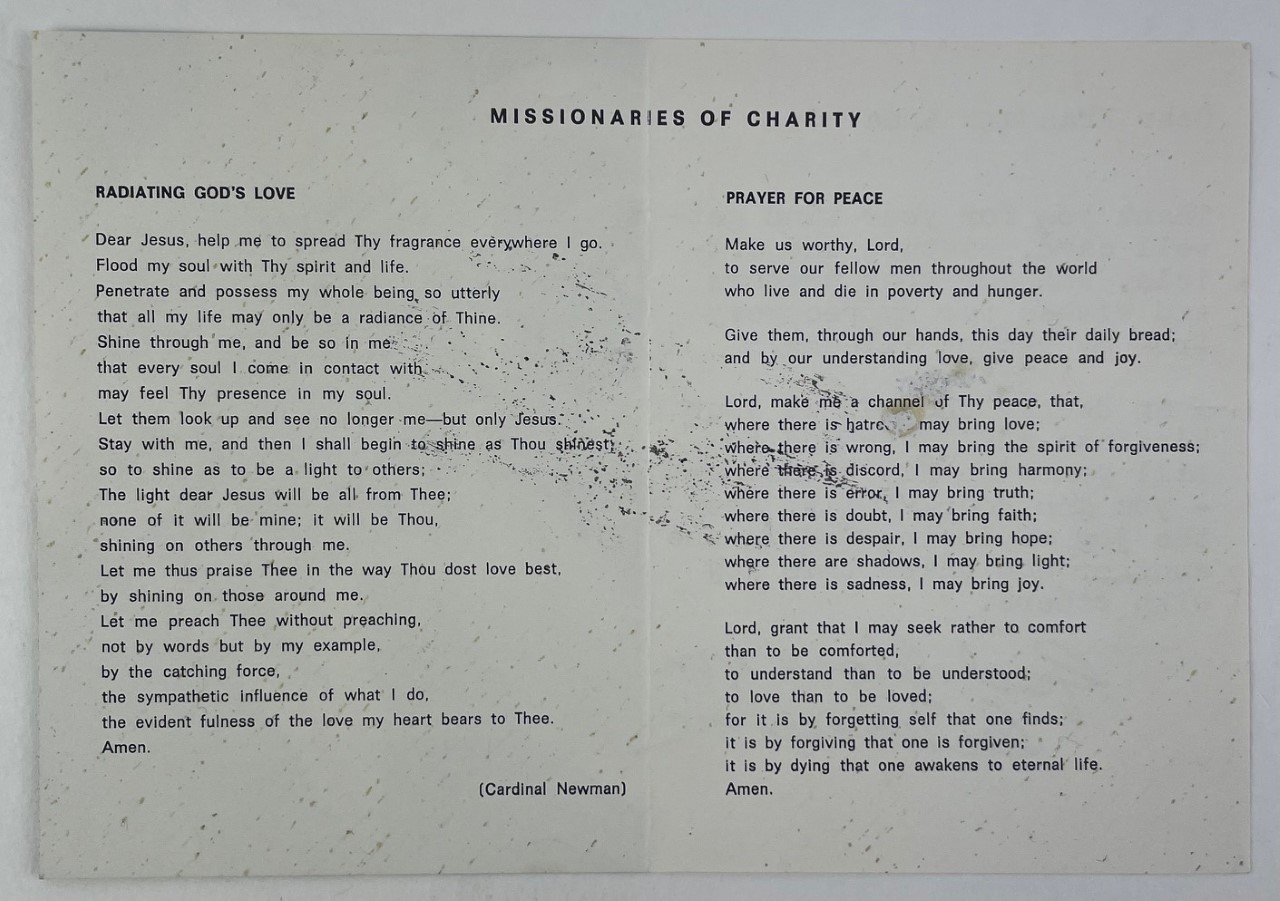 MISSIONARIES OF CHARITY
RADIATING GOD'S LOVE
Dear Jesus, help me to spread Thy fragrance everywhere I go.
Flood my soul with Thy spirit and life.
Penetrate and possess my whole being, so utterly
that all my life may only be a radiance of Thine.
Shine through me, and be so in me
that every soul I come in contact with
may feel Thy presence in my soul.
Let them look up and see no longer me—but only Jesus.
Stay with me, and then I shall begin to shine as Thou shinest;
so to shine as to be a light to others;
The light dear Jesus will be all from Thee;
none of it will be mine; it will be Thou,
shining on others through me.
Let me thus praise Thee in the way Thou dost love best,
by shining on those around me.
Let me preach Thee without preaching,
not by words but by my example,
by the catching force,
the sympathetic influence of what I do,
the evident fulness of the love my heart bears to Thee.
Amen.
(Cardinal Newman)
PRAYER FOR PEACE
Make us worthy, Lord,
to serve our fellow men throughout the world
who live and die in poverty and hunger.
Give them, through our hands, this day their daily bread;
and by our understanding love, give peace and joy.
Lord, make me a channel of Thy peace, that,
where there is may bring love;
where there is wrong, I may bring the spirit of forgiveness;
where there is discord, I may bring harmony;
where there is error, I may bring truth;
where there is doubt, I may bring faith;
where there is despair, I may bring hope;
where there are shadows, I may bring light;
where there is sadness, I may bring joy.
Lord, grant that I may seek rather to comfort
than to be comforted,
to understand than to be understood;
to love than to be loved;
for it is by forgetting self that one finds;
it is by forgiving that one is forgiven;
it is by dying that one awakens to eternal life.
Amen.